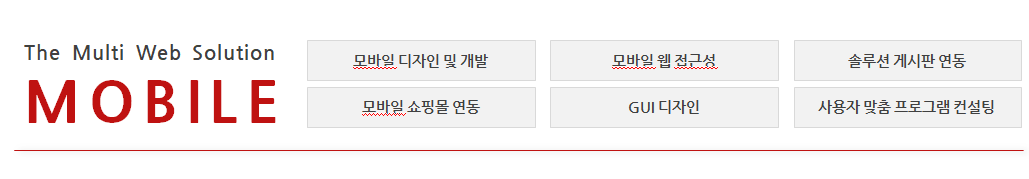 The Multi Web Solution
MOBILE
모바일 디자인 및 개발
모바일 웹 접근성
솔루션 게시판 연동
모바일 쇼핑몰 연동
GUI 디자인
사용자 맞춤 프로그램 컨설팅